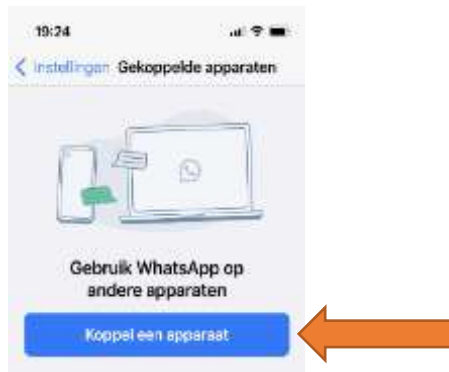 19:24
Instellingen Gekoppelde apparaten
Gebruik WhatsApp op
andere apparaten
Koppel een apparaat